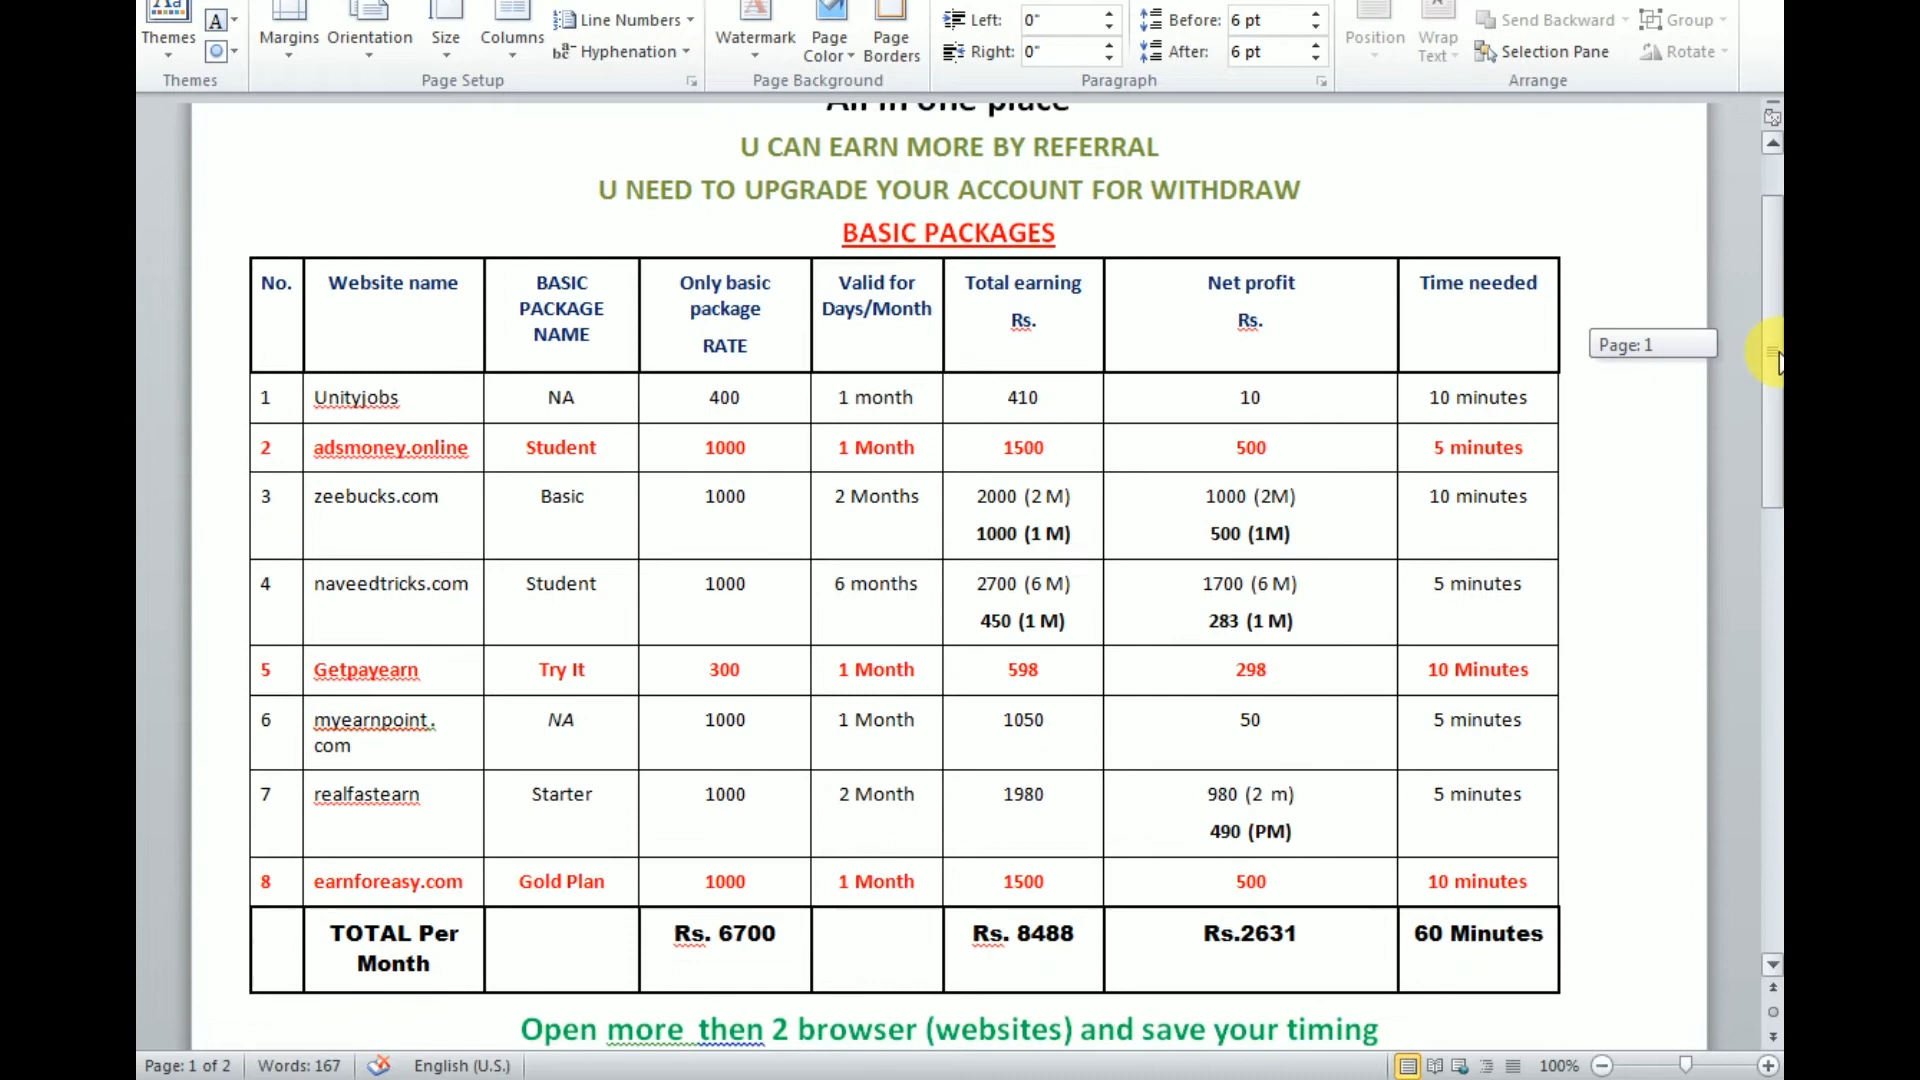 Themes
Margins
Orientation
Size
Columns
Line Numbers
Hyphenation
Watermark
Page Color
Page Borders
Left: 0"
Right: 0"
Before: 6 pt
After: 6 pt
Position
Wrap Text
Send Backward
Selection Pane
Group
Rotate
Themes
Page Setup
Page Background
Paragraph
Arrange
All in one place
U CAN EARN MORE BY REFERRAL
U NEED TO UPGRADE YOUR ACCOUNT FOR WITHDRAW
BASIC PACKAGES
No. Website name BASIC PACKAGE NAME Only basic package RATE Valid for Days/Month Total earning Rs. Net profit Rs. Time needed
1 Unityjobs NA 400 1 month 410 10 10 minutes
2 adsmoney.online Student 1000 1 Month 1500 500 5 minutes
3 zeebucks.com Basic 1000 2 Months 2000 (2 M) 1000 (2M) 10 minutes
1000 (1 M) 500 (1M)
4 naveedtricks.com Student 1000 6 months 2700 (6 M) 1700 (6 M) 5 minutes
450 (1 M) 283 (1 M)
5 Getpayearn Try It 300 1 Month 598 298 10 Minutes
6 myearnpoint. NA 1000 1 Month 1050 50 5 minutes
com
7 realfastearn Starter 1000 2 Month 1980 980 (2 m) 5 minutes
490 (PM)
8 earnforeasy.com Gold Plan 1000 1 Month 1500 500 10 minutes
TOTAL Per Rs. 6700 Rs. 8488 Rs.2631 60 Minutes
Month
Open more then 2 browser (websites) and save your timing
Page: 1
Page: 1 of 2
Words: 167
English (U.S.)
100%